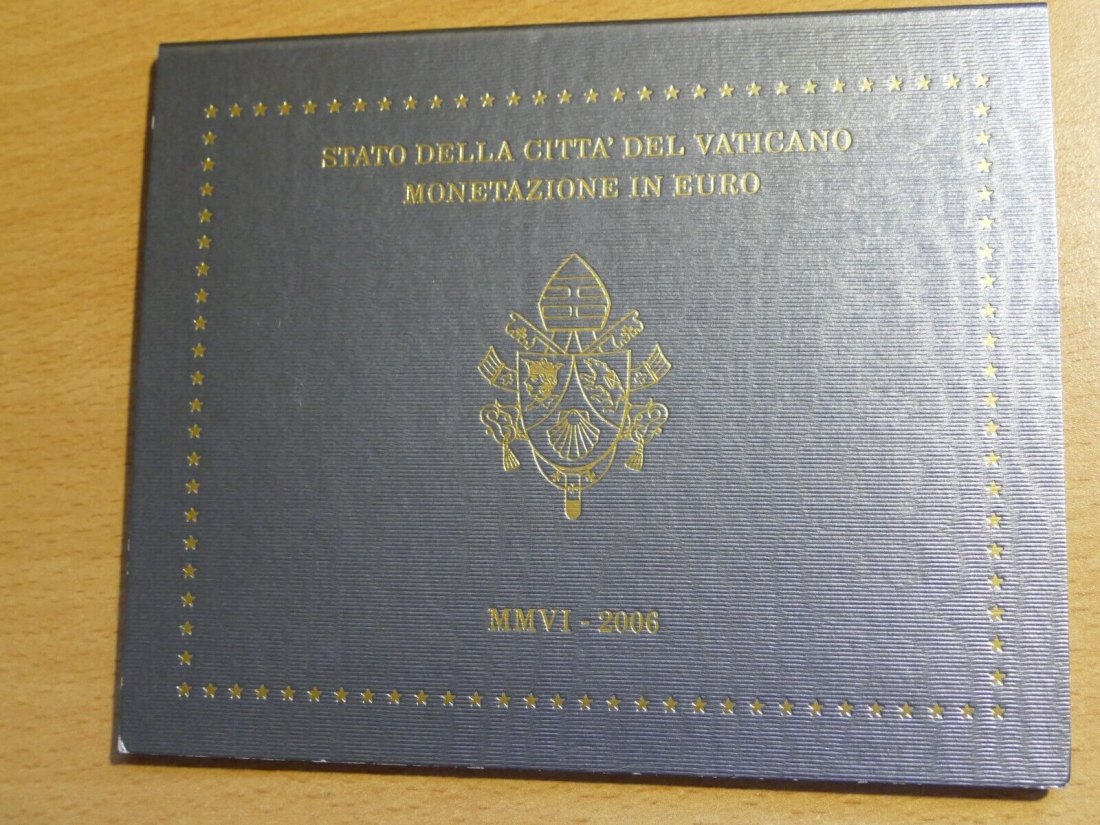 STATO DELLA CITTA' DEL VATICANO
MONETAZIONE IN EURO
MMVI - 2006